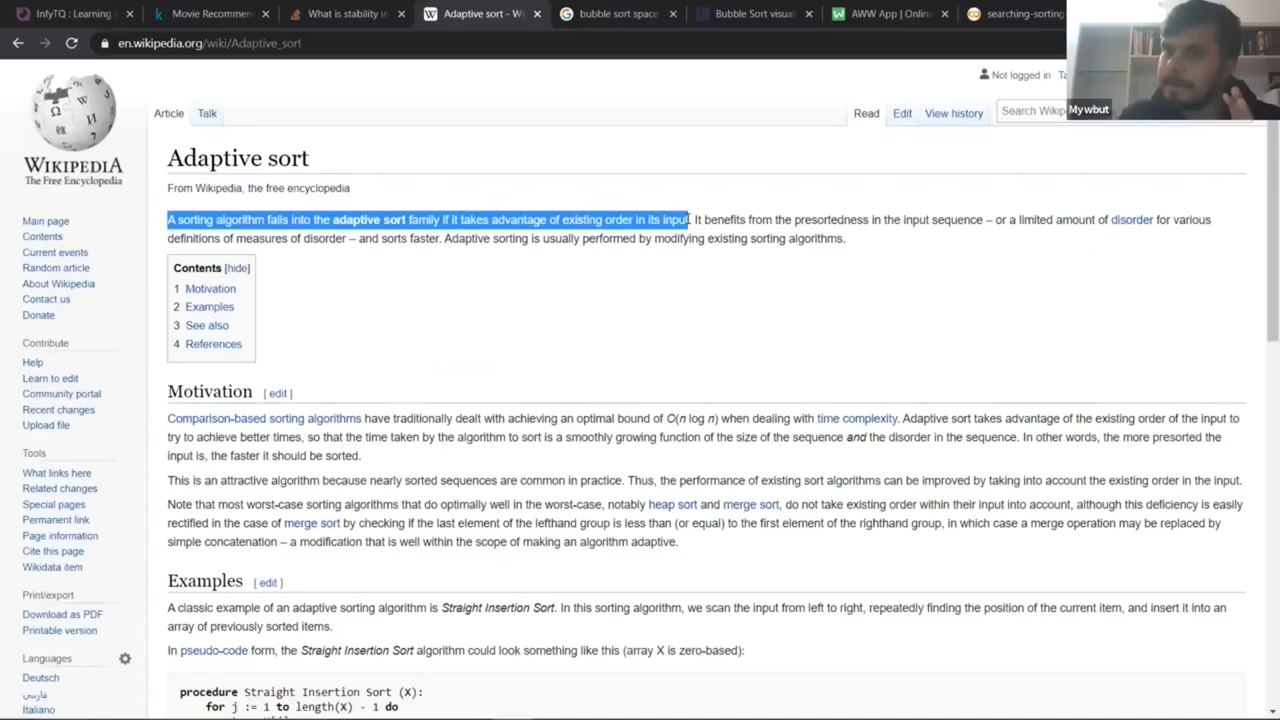 InfyTQ : Learning
Movie Recommen
What is stability in
Adaptive sort - W
bubble sort space
Bubble Sort visual
AWW App | Online
searching-sorting
en.wikipedia.org/wiki/Adaptive_sort
Mywbut
Not logged in
Article
Talk
Read
Edit
View history
Search
WIKIPEDIA
The Free Encyclopedia
Adaptive sort
From Wikipedia, the free encyclopedia
A sorting algorithm falls into the adaptive sort family if it takes advantage of existing order in its input. It benefits from the presortedness in the input sequence – or a limited amount of disorder for various
definitions of measures of disorder – and sorts faster. Adaptive sorting is usually performed by modifying existing sorting algorithms.
Contents [hide]
1 Motivation
2 Examples
3 See also
4 References
Main page
Contents
Current events
Random article
About Wikipedia
Contact us
Donate
Contribute
Help
Learn to edit
Community portal
Recent changes
Upload file
Tools
What links here
Related changes
Special pages
Permanent link
Page information
Cite this page
Wikidata item
Print/export
Download as PDF
Printable version
Languages
Deutsch
فارسی
Italiano
Motivation [ edit ]
Comparison-based sorting algorithms have traditionally dealt with achieving an optimal bound of O(n log n) when dealing with time complexity. Adaptive sort takes advantage of the existing order of the input to
try to achieve better times, so that the time taken by the algorithm to sort is a smoothly growing function of the size of the sequence and the disorder in the sequence. In other words, the more presorted the
input is, the faster it should be sorted.
This is an attractive algorithm because nearly sorted sequences are common in practice. Thus, the performance of existing sort algorithms can be improved by taking into account the existing order in the input.
Note that most worst-case sorting algorithms that do optimally well in the worst-case, notably heap sort and merge sort, do not take existing order within their input into account, although this deficiency is easily
rectified in the case of merge sort by checking if the last element of the lefthand group is less than (or equal) to the first element of the righthand group, in which case a merge operation may be replaced by
simple concatenation – a modification that is well within the scope of making an algorithm adaptive.
Examples [ edit ]
A classic example of an adaptive sorting algorithm is Straight Insertion Sort. In this sorting algorithm, we scan the input from left to right, repeatedly finding the position of the current item, and insert it into an
array of previously sorted items.
In pseudo-code form, the Straight Insertion Sort algorithm could look something like this (array X is zero-based):
procedure Straight Insertion Sort (X):
for j := 1 to length(X) - 1 do